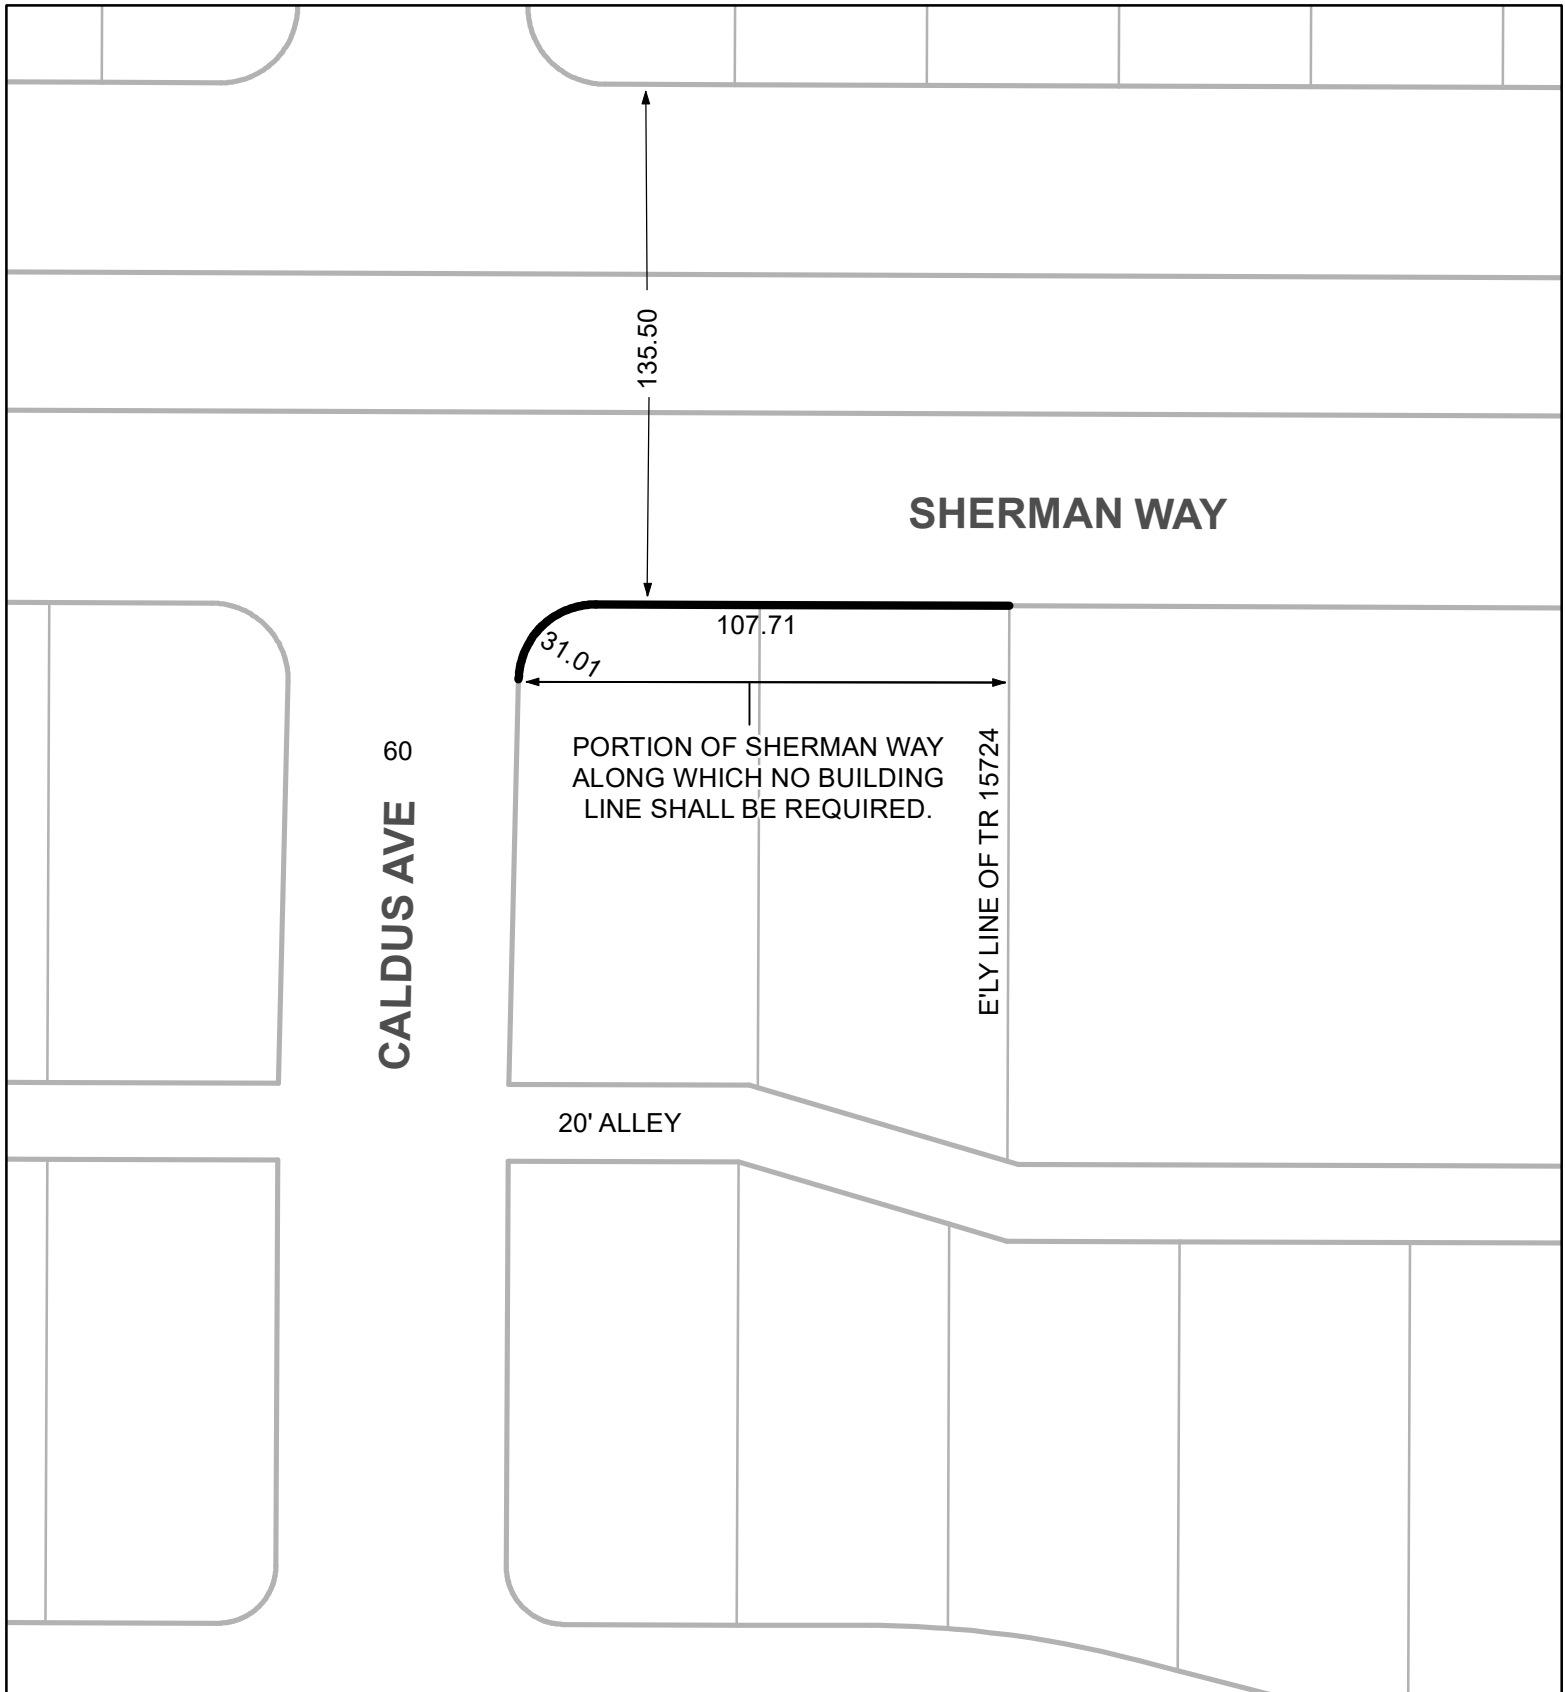 135.50
SHERMAN WAY
107.71
31.01
60
PORTION OF SHERMAN WAY
ALONG WHICH NO BUILDING
LINE SHALL BE REQUIRED.
E'LY LINE OF TR 15724
CALDUS AVE
20' ALLEY